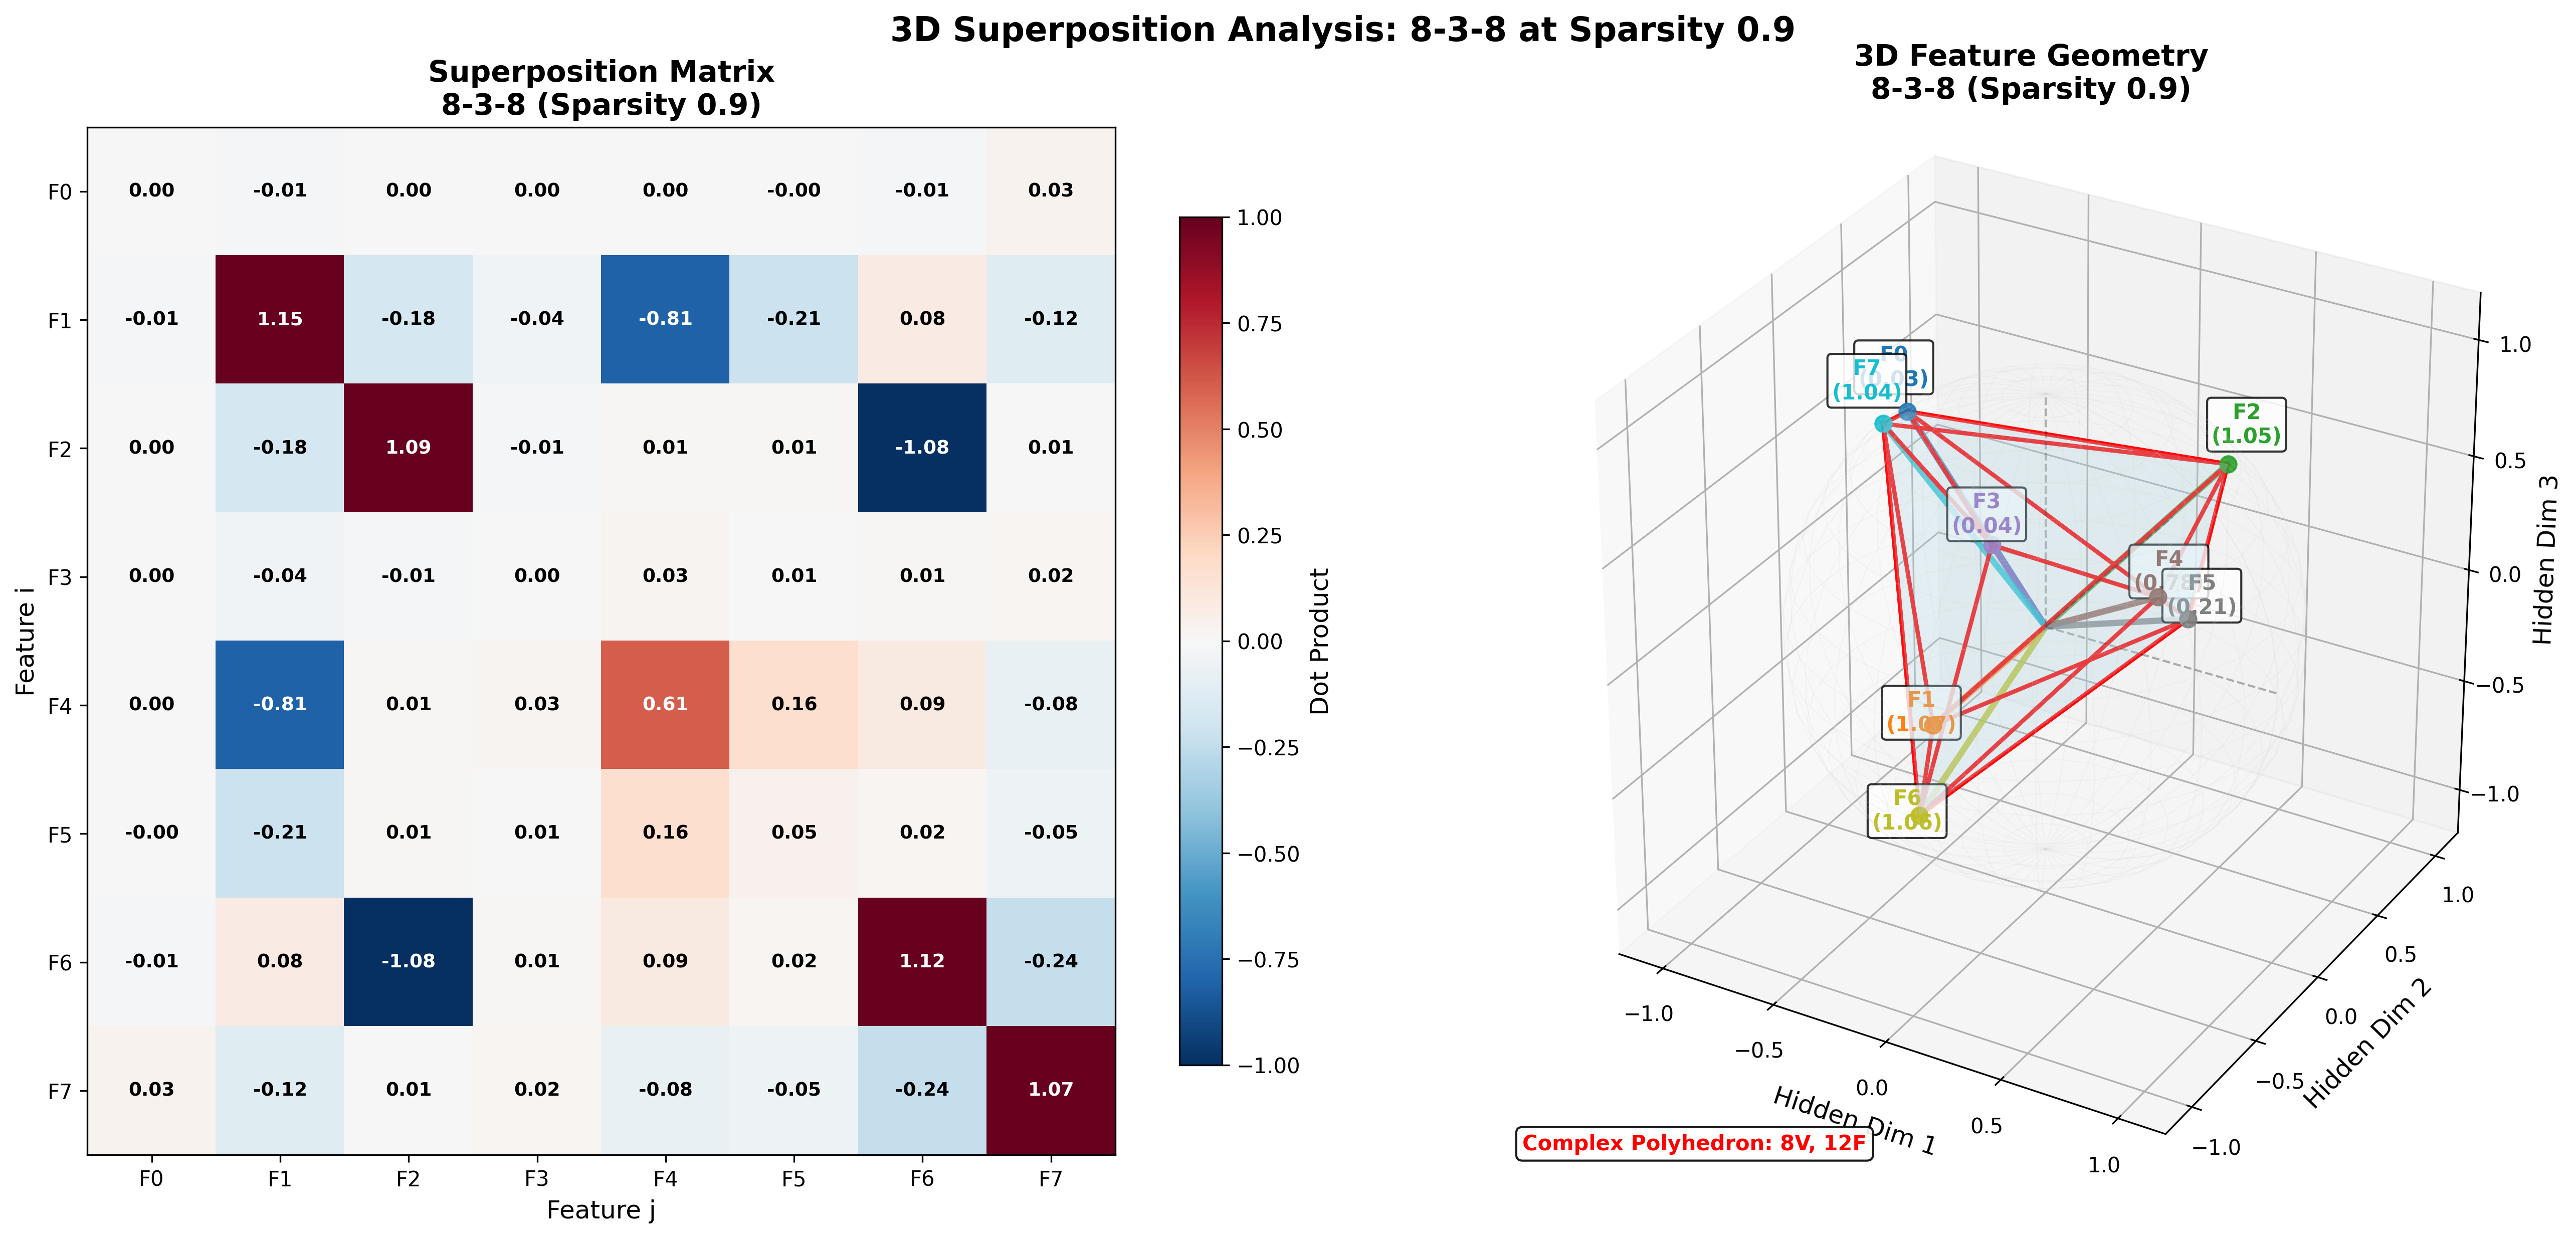 3D Superposition Analysis: 8-3-8 at Sparsity 0.9
Superposition Matrix
8-3-8 (Sparsity 0.9)
F0 0.00 -0.01 0.00 0.00 0.00 -0.00 -0.01 0.03
F1 -0.01 1.15 -0.18 -0.04 -0.81 -0.21 0.08 -0.12
F2 0.00 -0.18 1.09 -0.01 0.01 0.01 -1.08 0.01
F3 0.00 -0.04 -0.01 0.00 0.03 0.01 0.01 0.02
F4 0.00 -0.81 0.01 0.03 0.61 0.16 0.09 -0.08
F5 -0.00 -0.21 0.01 0.01 0.16 0.05 0.02 -0.05
F6 -0.01 0.08 -1.08 0.01 0.09 0.02 1.12 -0.24
F7 0.03 -0.12 0.01 0.02 -0.08 -0.05 -0.24 1.07
F0 F1 F2 F3 F4 F5 F6 F7
Feature j
Feature i
1.00
0.75
0.50
0.25
0.00
−0.25
−0.50
−0.75
−1.00
Dot Product
3D Feature Geometry
8-3-8 (Sparsity 0.9)
F0
F7
(1.04)
F2
(1.05)
F3
(0.04)
F4
F5
(0.21)
F1
(1.07)
F6
(1.06)
1.0
0.5
0.0
−0.5
−1.0
Hidden Dim 3
1.0
0.5
0.0
−0.5
−1.0
Hidden Dim 2
−1.0
−0.5
0.0
0.5
1.0
Hidden Dim 1
Complex Polyhedron: 8V, 12F